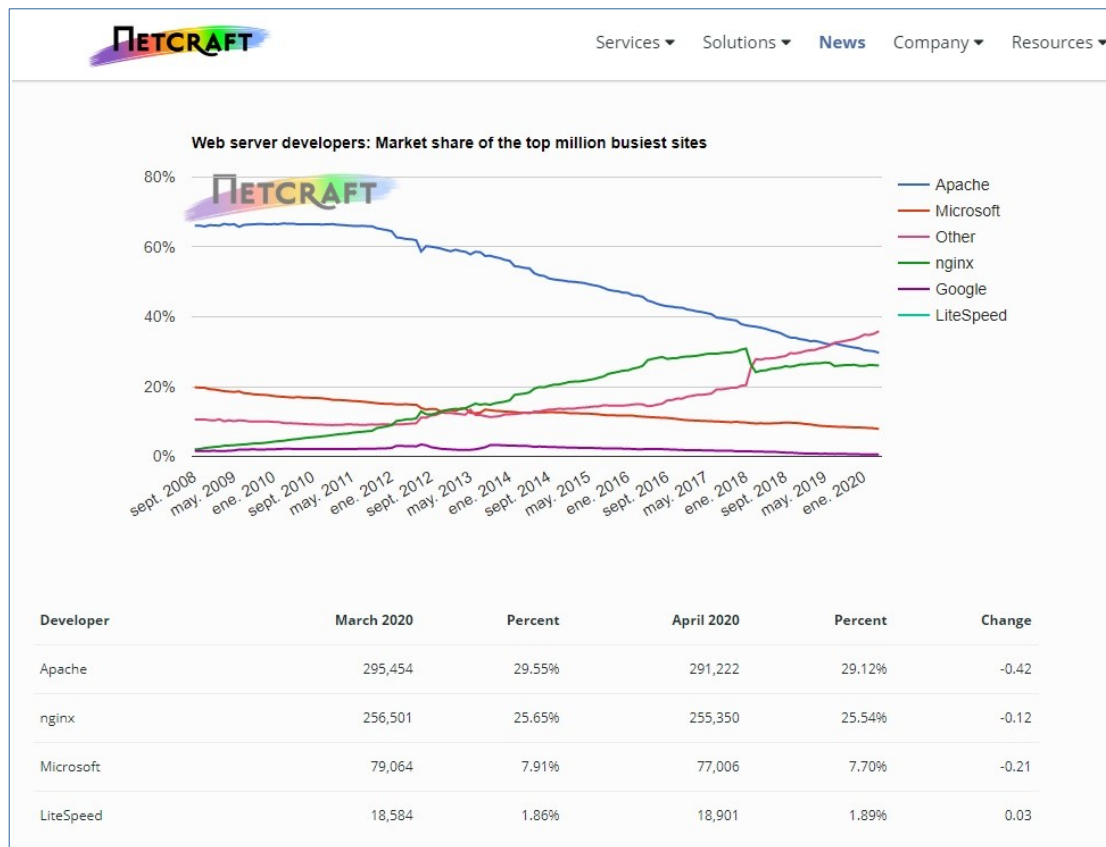 NETCRAFT
Services Solutions News Company Resources
Web server developers: Market share of the top million busiest sites
NETCRAFT
80%
60%
40%
20%
0%
Apache
Microsoft
Other
nginx
Google
LiteSpeed
sept. 2008
may. 2009
ene. 2010
sept. 2010
may. 2011
ene. 2012
sept. 2012
may. 2013
ene. 2014
sept. 2014
may. 2015
ene. 2016
sept. 2016
may. 2017
ene. 2018
sept. 2018
may. 2019
ene. 2020
Developer March 2020 Percent April 2020 Percent Change
Apache 295,454 29.55% 291,222 29.12% -0.42
nginx 256,501 25.65% 255,350 25.54% -0.12
Microsoft 79,064 7.91% 77,006 7.70% -0.21
LiteSpeed 18,584 1.86% 18,901 1.89% 0.03